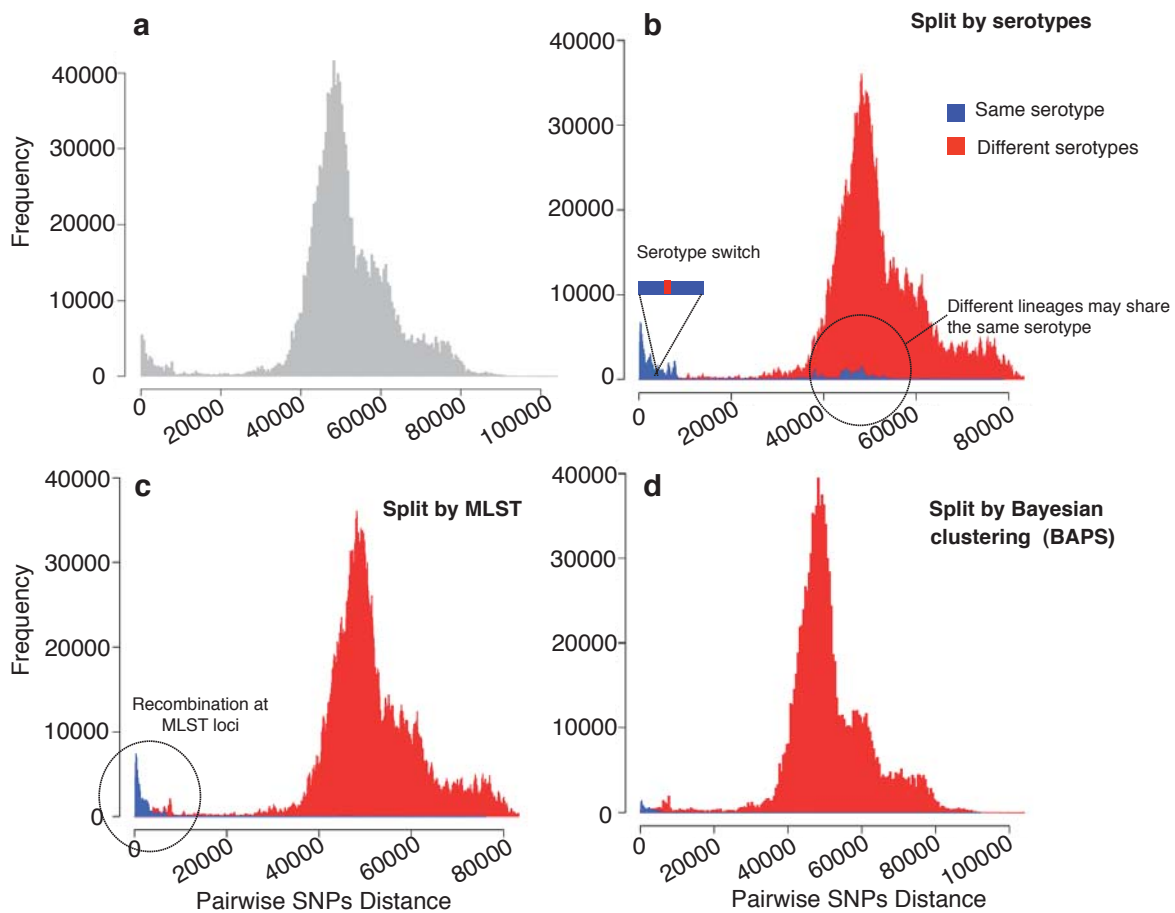 a
Frequency
40000
30000
20000
10000
0
0
20000
40000
60000
80000
100000
b
Split by serotypes
40000
30000
20000
10000
0
Same serotype
Different serotypes
Serotype switch
Different lineages may share
the same serotype
0
20000
40000
60000
80000
c
Split by MLST
Frequency
40000
30000
20000
10000
0
Recombination at
MLST loci
0
20000
40000
60000
80000
Pairwise SNPs Distance
d
Split by Bayesian
clustering (BAPS)
40000
30000
20000
10000
0
0
20000
40000
60000
80000
100000
Pairwise SNPs Distance